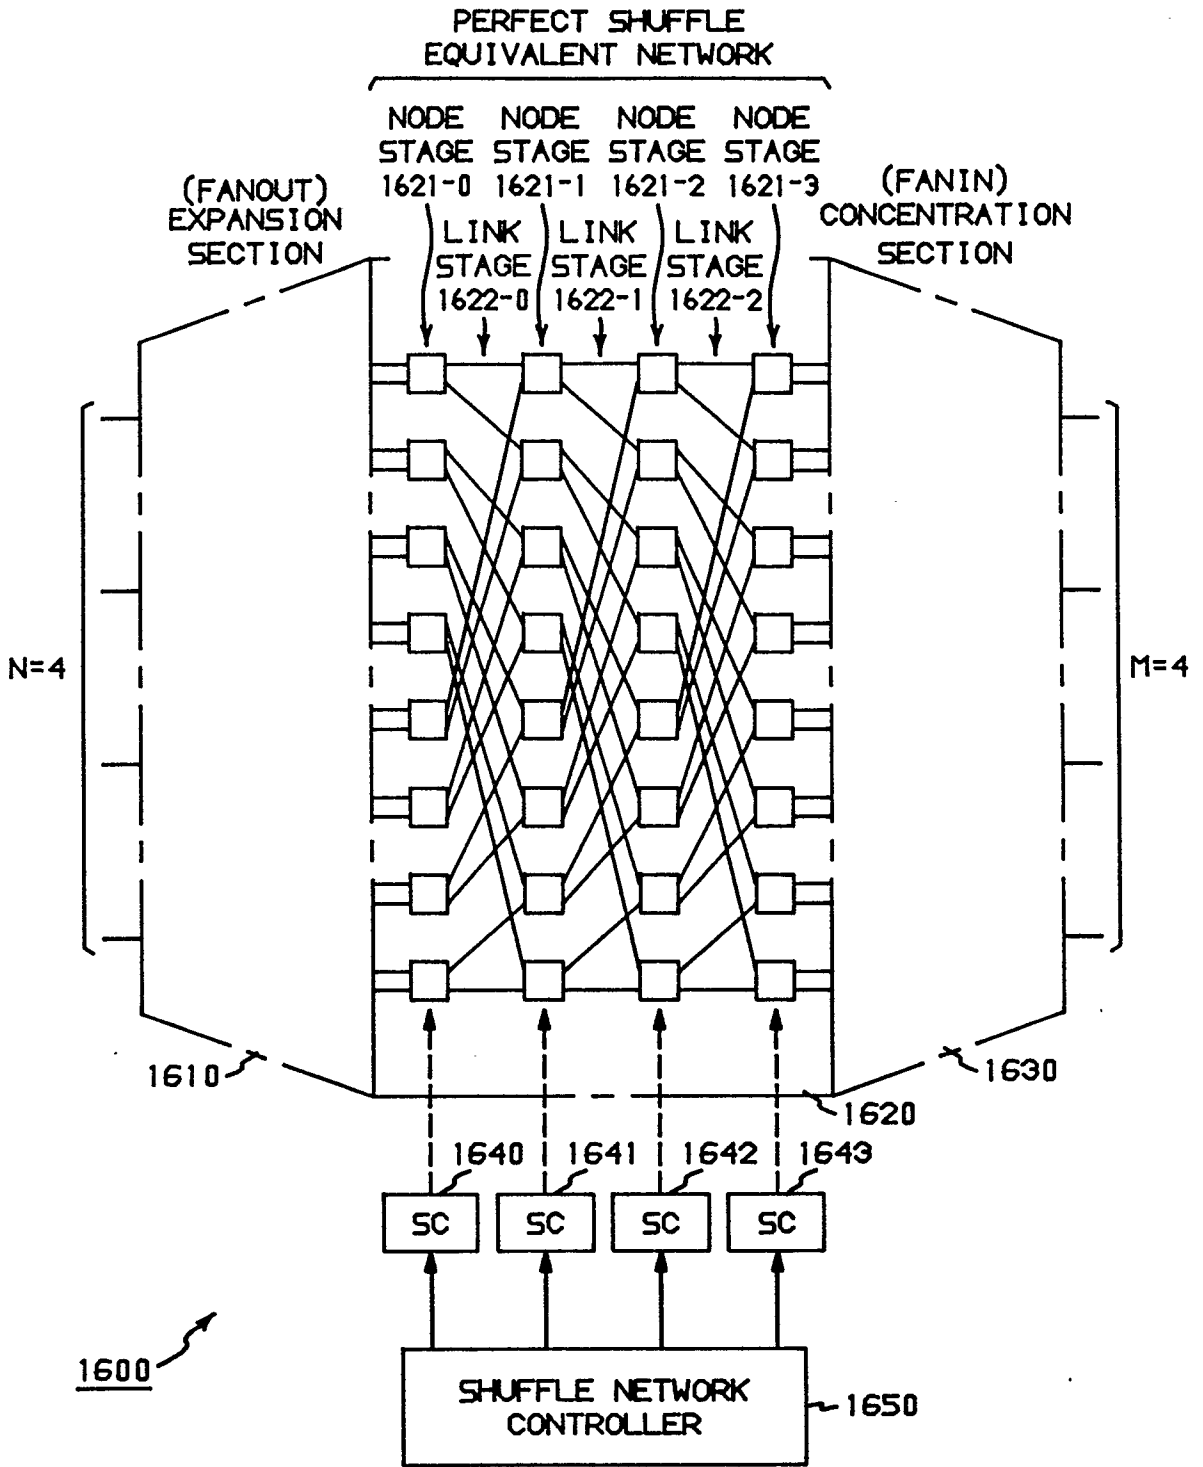 PERFECT SHUFFLE
EQUIVALENT NETWORK
NODE NODE NODE NODE
STAGE STAGE STAGE STAGE
1621-0 1621-1 1621-2 1621-3
(FANOUT)
EXPANSION
SECTION
(FANIN)
CONCENTRATION
SECTION
LINK LINK LINK
STAGE STAGE STAGE
1622-0 1622-1 1622-2
N=4
M=4
1610
1630
1620
1640 1641 1642 1643
SC SC SC SC
1600
SHUFFLE NETWORK
CONTROLLER
1650